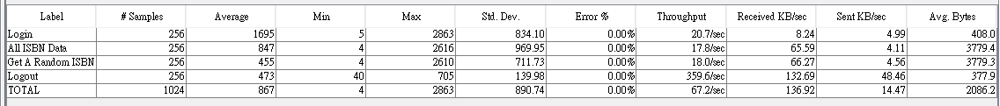 Label # Samples Average Min Max Std. Dev. Error % Throughput Received KB/sec Sent KB/sec Avg. Bytes
Login 256 1695 5 2863 834.10 0.00% 20.7/sec 8.24 4.99 408.0
All ISBN Data 256 847 4 2616 969.95 0.00% 17.8/sec 65.59 4.11 3779.4
Get A Random ISBN 256 455 4 2610 711.73 0.00% 18.0/sec 66.27 4.56 3779.3
Logout 256 473 40 705 139.98 0.00% 359.6/sec 132.69 48.46 377.9
TOTAL 1024 867 4 2863 890.74 0.00% 67.2/sec 136.92 14.47 2086.2